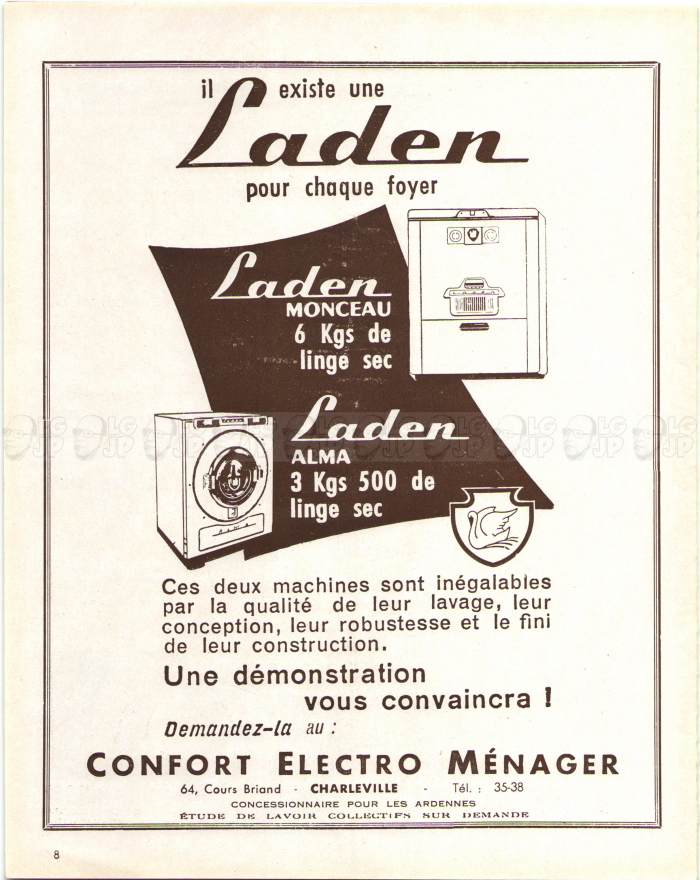 il existe une
Laden
pour chaque foyer
Laden
MONCEAU
6 Kgs de
linge sec
Laden
ALMA
3 Kgs 500 de
linge sec
Ces deux machines sont inégalables
par la qualité de leur lavage, leur
conception, leur robustesse et le fini
de leur construction.
Une démonstration
vous convaincra !
Demandez-la au :
CONFORT ELECTRO MÉNAGER
64, Cours Briand - CHARLEVILLE - Tél. : 35-38
CONCESSIONNAIRE POUR LES ARDENNES
ÉTUDE DE LAVOIR COLLECTIFS SUR DEMANDE
8